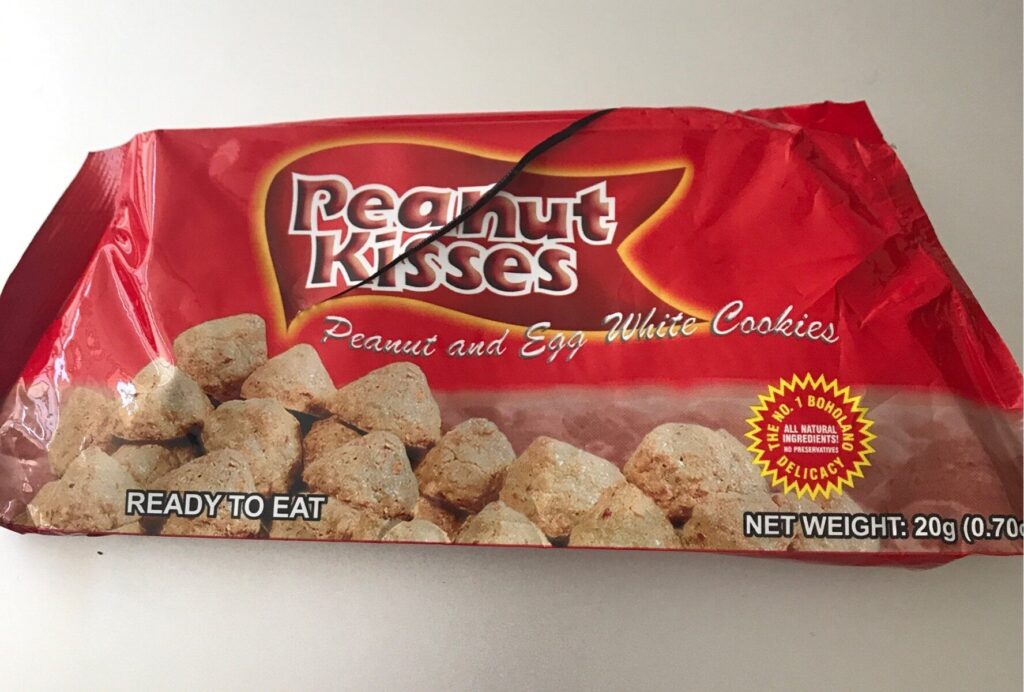 Peanut
Kisses
Peanut and Egg White Cookies
THE NO. 1 BOHOLANO
ALL NATURAL
INGREDIENTS!
NO PRESERVATIVES
DELICACY
READY TO EAT
NET WEIGHT: 20g (0.70